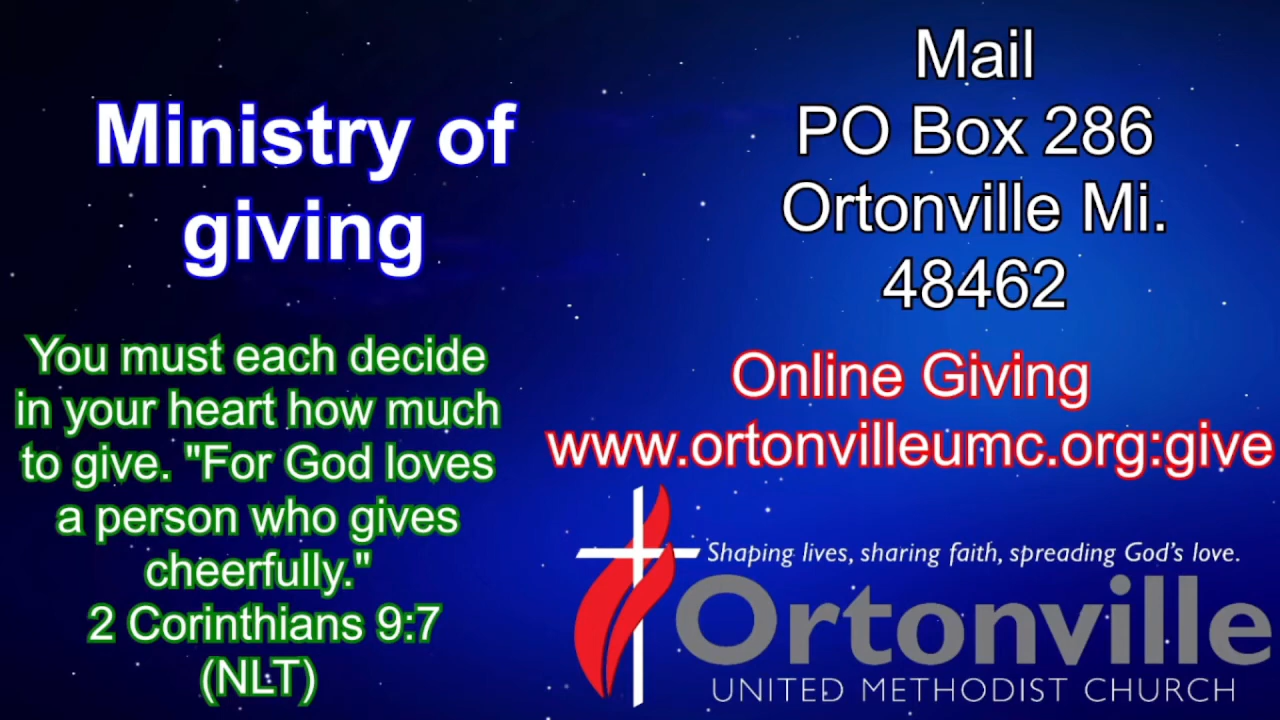 Ministry of
giving
You must each decide
in your heart how much
to give. "For God loves
a person who gives
cheerfully."
2 Corinthians 9:7
(NLT)
Mail
PO Box 286
Ortonville Mi.
48462
Online Giving
www.ortonvilleumc.org:give
Shaping lives, sharing faith, spreading God's love.
Ortonville
UNITED METHODIST CHURCH